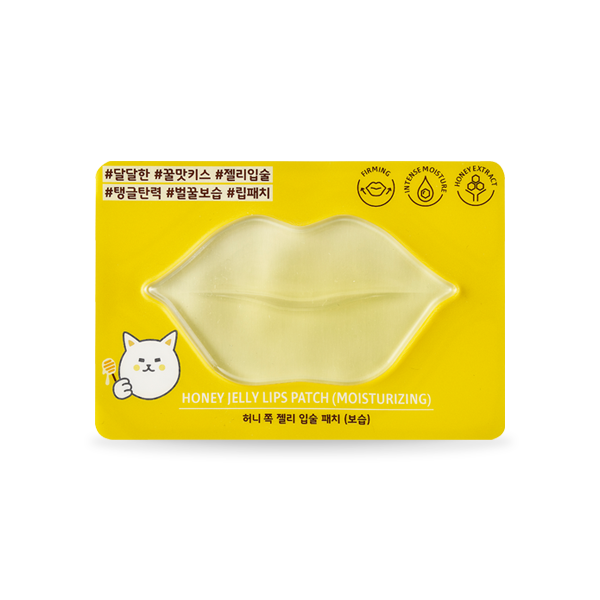 #달달한 #꿀맛키스 #젤리입술
#탱글탄력 #벌꿀보습 #립패치
FIRMING
INTENSE MOISTURE
HONEY EXTRACT
HONEY JELLY LIPS PATCH (MOISTURIZING)
허니 쪽 젤리 입술 패치 (보습)